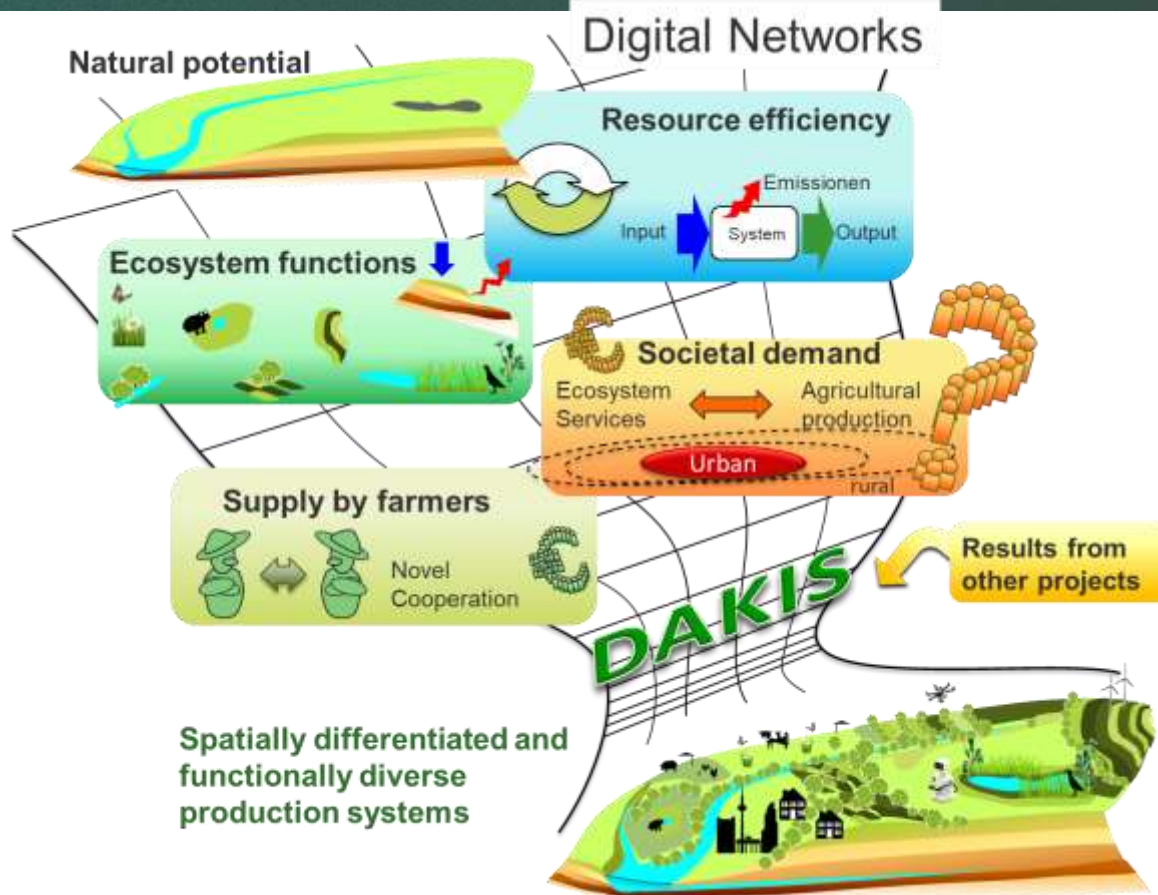 Digital Networks
Natural potential
Resource efficiency
Emissionen
Input
System
Output
Ecosystem functions
Societal demand
Ecosystem
Services
Agricultural
production
Urban
rural
Supply by farmers
Novel
Cooperation
DAKIS
Results from
other projects
Spatially differentiated and
functionally diverse
production systems